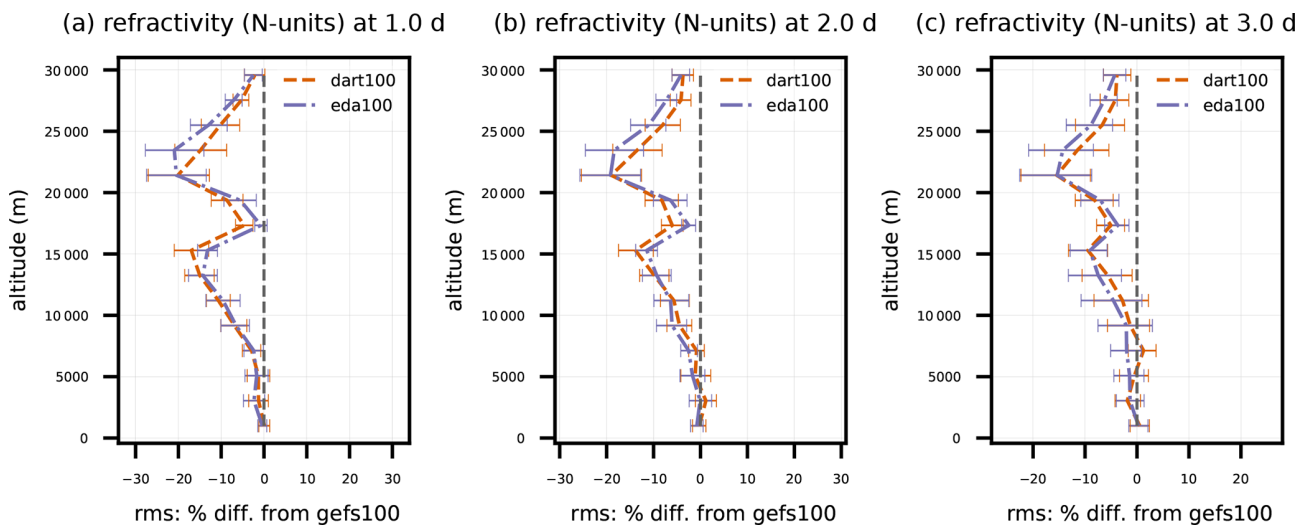 (a) refractivity (N-units) at 1.0 d
30 000
25 000
20 000
15 000
10 000
5000
0
altitude (m)
dart100
eda100
−30 −20 −10 0 10 20 30
rms: % diff. from gefs100
(b) refractivity (N-units) at 2.0 d
30 000
25 000
20 000
15 000
10 000
5000
0
altitude (m)
dart100
eda100
−30 −20 −10 0 10 20 30
rms: % diff. from gefs100
(c) refractivity (N-units) at 3.0 d
30 000
25 000
20 000
15 000
10 000
5000
0
altitude (m)
dart100
eda100
−20 −10 0 10 20
rms: % diff. from gefs100